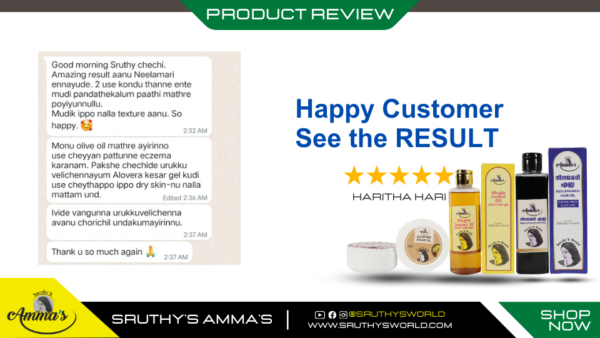 PRODUCT REVIEW
Good morning Sruthy chechi.
Amazing result aanu Neelamari
ennayude. 2 use kondu thanne ente
mudi pandathekalum paathi mathre
poyiyunnullu.
Mudik ippo nalla texture aanu. So
happy. 🥰
2:32 AM
Monu olive oil mathre ayirinno
use cheyyan pattunne eczema
karanam. Pakshe chechide urukku
velichennayum Alovera kesar gel kudi
use cheythappo ippo dry skin-nu nalla
mattam und.
Edited 2:36 AM
Ivide vangunna urukkuvelichenna
avanu chorichil undakumayirinnu.
2:37 AM
Thank u so much again 🙏
2:37 AM
Happy Customer
See the RESULT
HARITHA HARI
Amma's
SRUTHY'S AMMA'S
@SRUTHYSWORLD
WWW.SRUTHYSWORLD.COM
SHOP
NOW